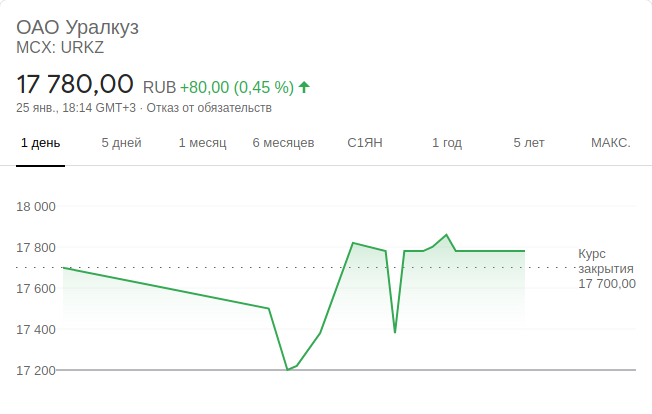 ОАО Уралкуз
MCX: URKZ
17 780,00 RUB +80,00 (0,45 %)
25 янв., 18:14 GMT+3 · Отказ от обязательств
1 день 5 дней 1 месяц 6 месяцев С1ЯН 1 год 5 лет МАКС.
18 000
17 800
Курс
закрытия
17 700,00
17 600
17 400
17 200